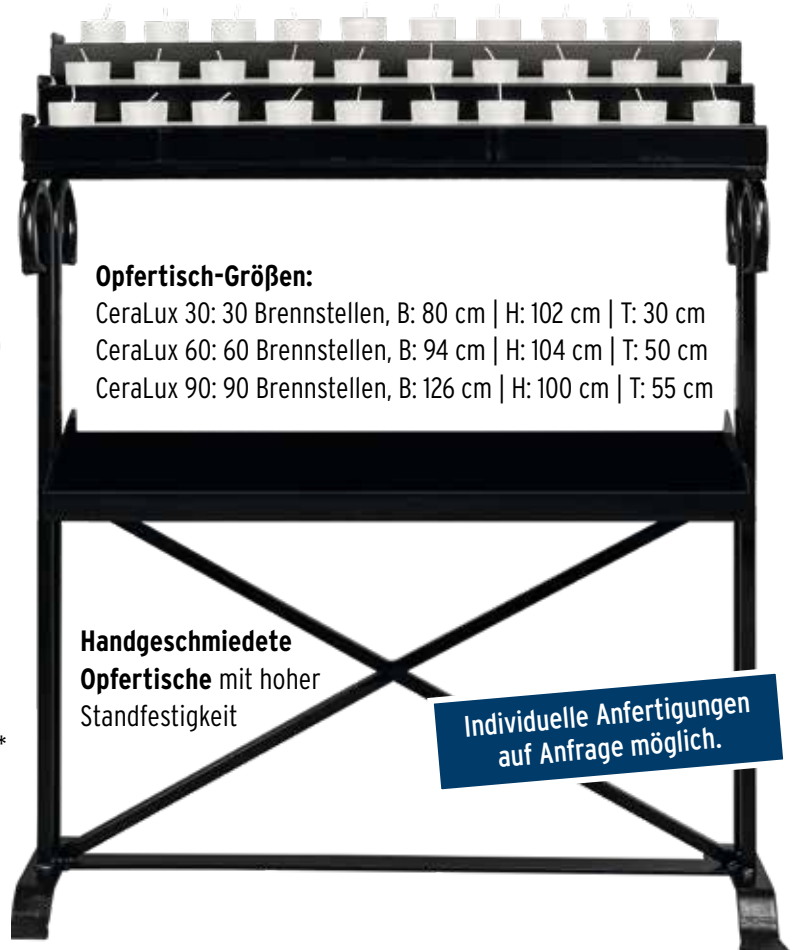 Opfertisch-Größen:
CeraLux 30: 30 Brennstellen, B: 80 cm | H: 102 cm | T: 30 cm
CeraLux 60: 60 Brennstellen, B: 94 cm | H: 104 cm | T: 50 cm
CeraLux 90: 90 Brennstellen, B: 126 cm | H: 100 cm | T: 55 cm
Handgeschmiedete
Opfertische mit hoher
Standfestigkeit
*
Individuelle Anfertigungen
auf Anfrage möglich.